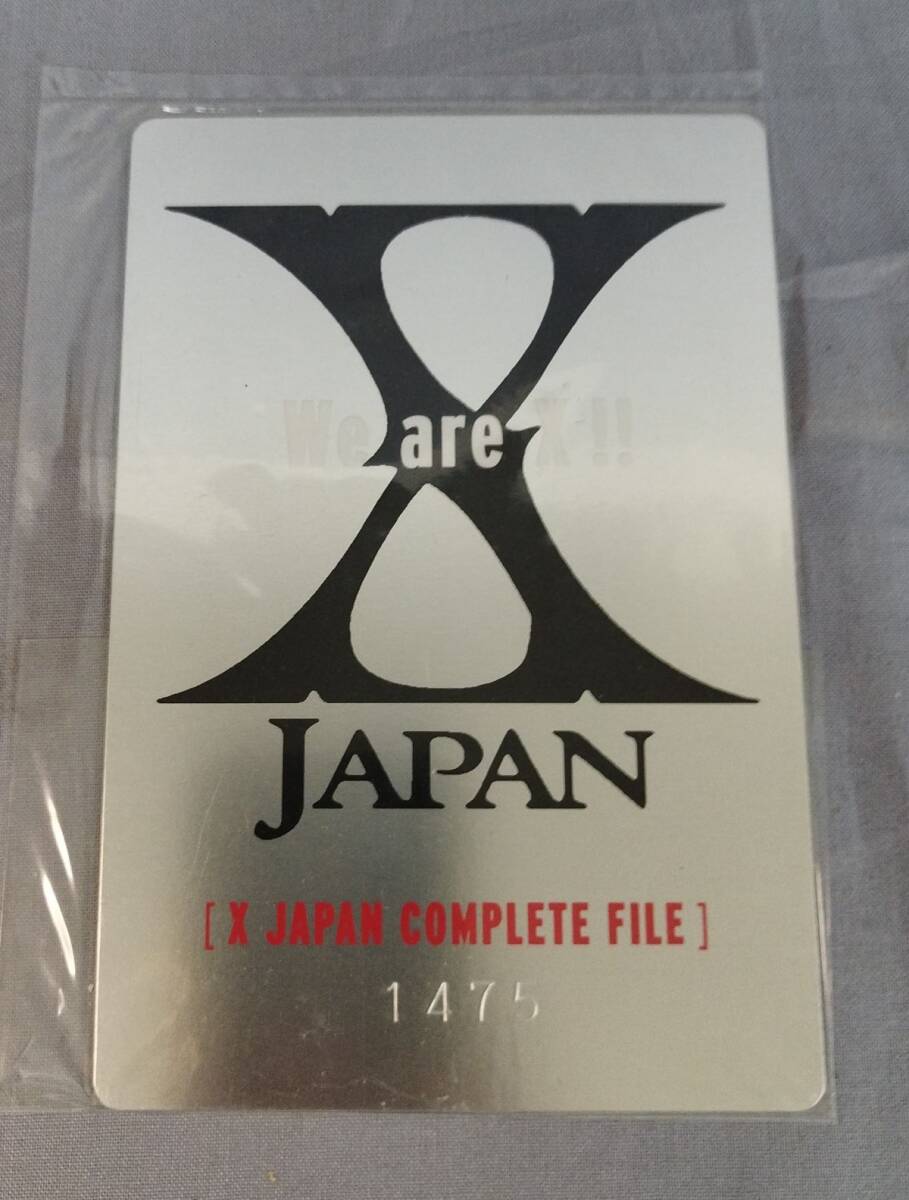 X
We are X!!
JAPAN
[ X JAPAN COMPLETE FILE ]
1475